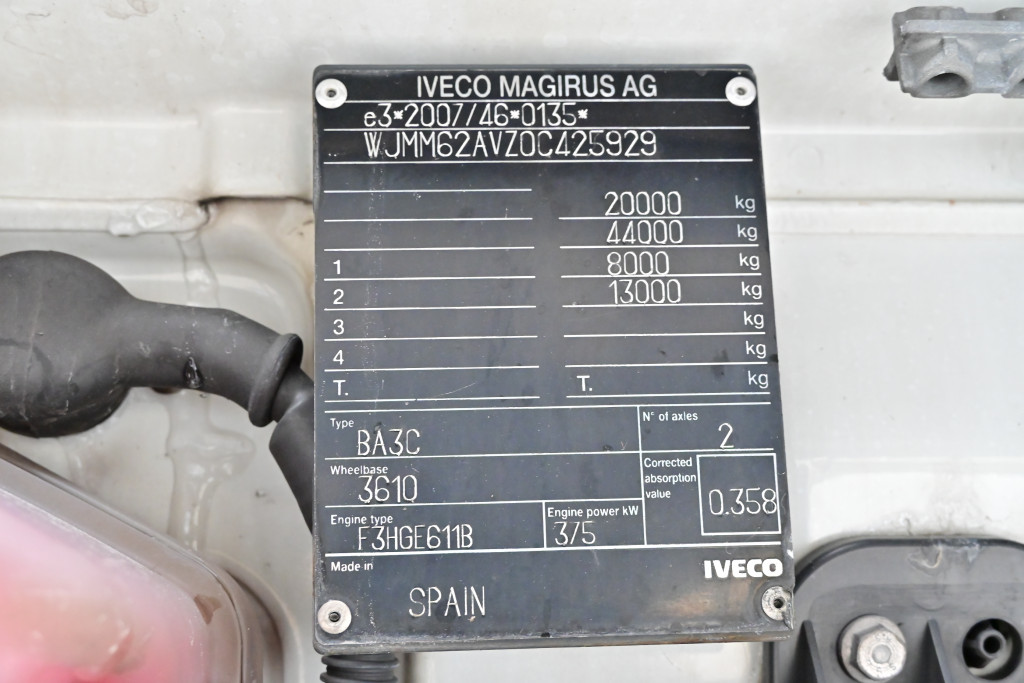 IVECO MAGIRUS AG
e3*2007/46*0135*
WJMM62AVZ0C425929
20000 kg
44000 kg
1 8000 kg
2 13000 kg
3 kg
4 kg
T. T. kg
Type BA3C N° of axles 2
Wheelbase 3610
Corrected absorption value 0.358
Engine type F3HGE611B Engine power kW 375
Made in SPAIN
IVECO